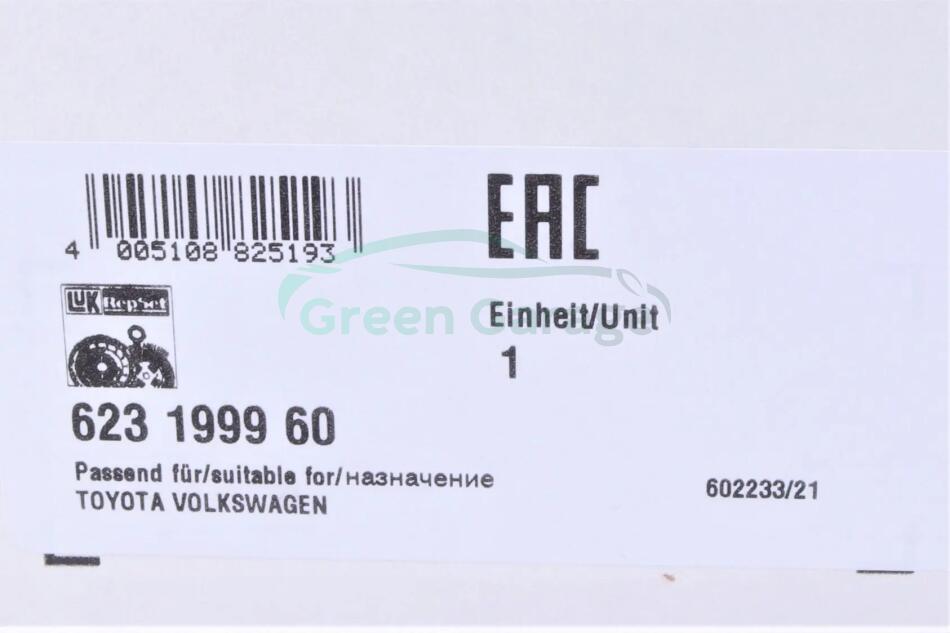 EAC
4 005108 825193
Green Garage
LUK RepSet
Einheit/Unit
1
623 1999 60
Passend für/suitable for/назначение
TOYOTA VOLKSWAGEN
602233/21